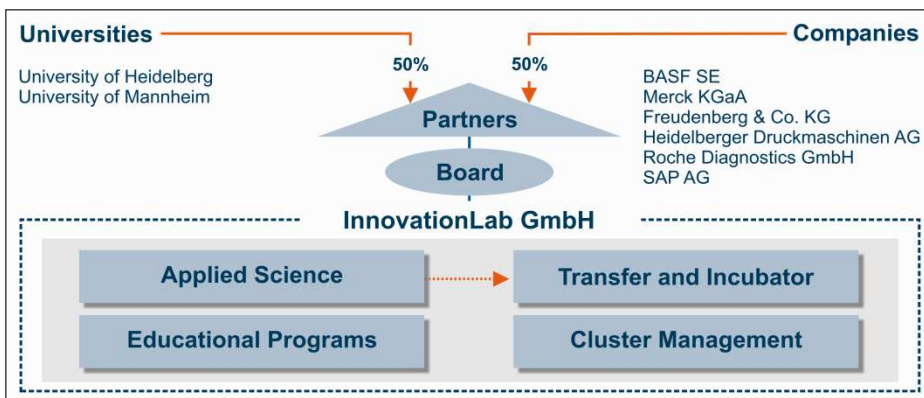 Universities
Companies
50%
50%
University of Heidelberg
University of Mannheim
BASF SE
Merck KGaA
Freudenberg & Co. KG
Heidelberger Druckmaschinen AG
Roche Diagnostics GmbH
SAP AG
Partners
Board
InnovationLab GmbH
Applied Science
Transfer and Incubator
Educational Programs
Cluster Management